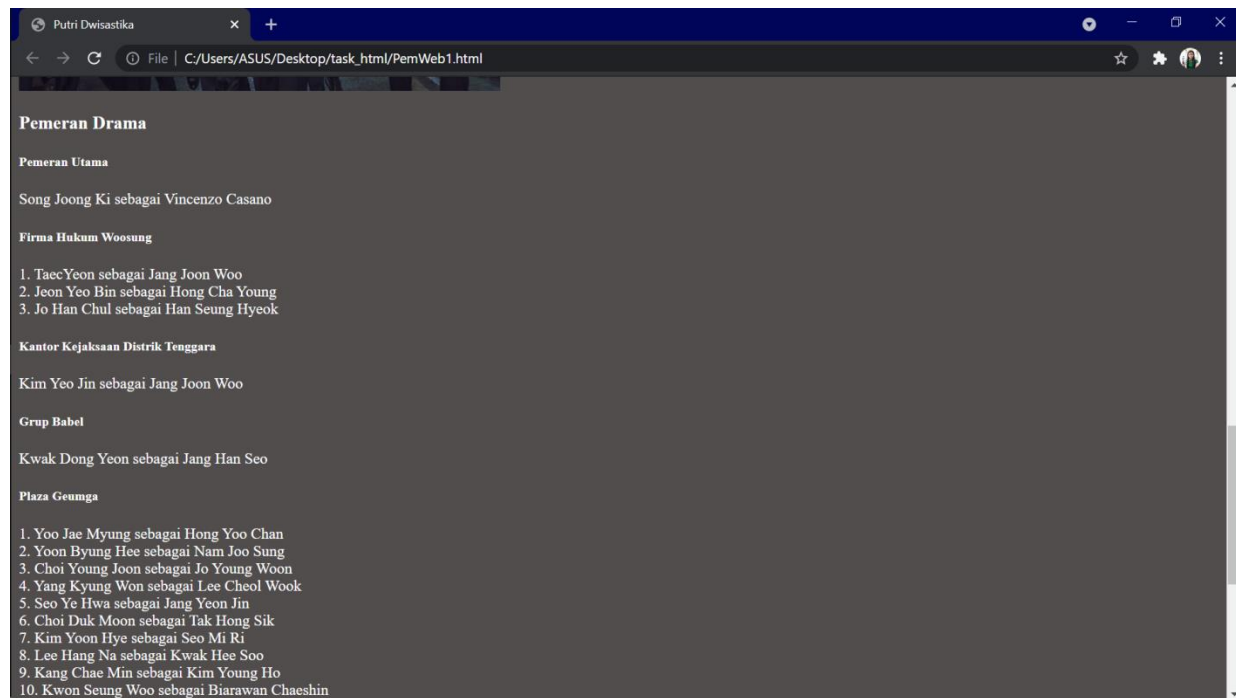 Putri Dwisastika
File | C:/Users/ASUS/Desktop/task_html/PemWeb1.html
Pemeran Drama
Pemeran Utama
Song Joong Ki sebagai Vincenzo Casano
Firma Hukum Woosung
1. TaecYeon sebagai Jang Joon Woo
2. Jeon Yeo Bin sebagai Hong Cha Young
3. Jo Han Chul sebagai Han Seung Hyeok
Kantor Kejaksaan Distrik Tenggara
Kim Yeo Jin sebagai Jang Joon Woo
Grup Babel
Kwak Dong Yeon sebagai Jang Han Seo
Plaza Geumga
1. Yoo Jae Myung sebagai Hong Yoo Chan
2. Yoon Byung Hee sebagai Nam Joo Sung
3. Choi Young Joon sebagai Jo Young Woon
4. Yang Kyung Won sebagai Lee Cheol Wook
5. Seo Ye Hwa sebagai Jang Yeon Jin
6. Choi Duk Moon sebagai Tak Hong Sik
7. Kim Yoon Hye sebagai Seo Mi Ri
8. Lee Hang Na sebagai Kwak Hee Soo
9. Kang Chae Min sebagai Kim Young Ho
10. Kwon Seung Woo sebagai Biarawan Chaeshin